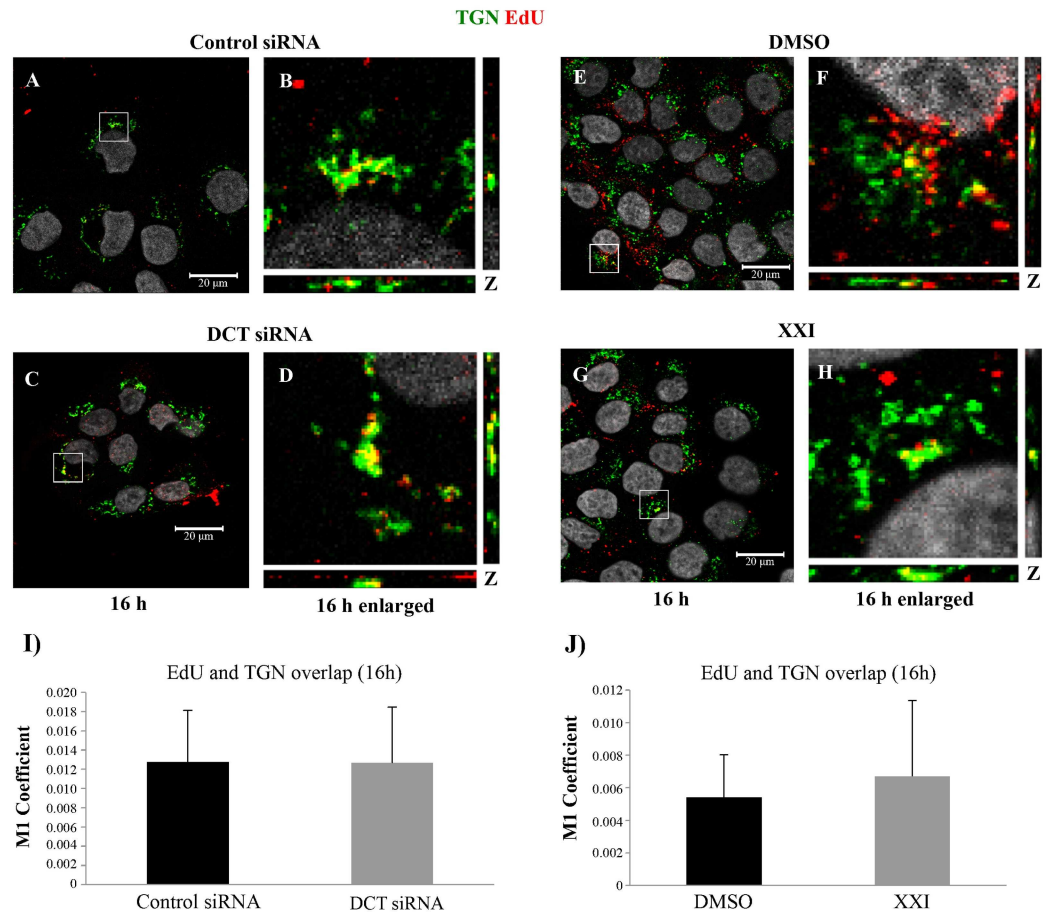 TGN EdU
Control siRNA
DMSO
A
B
E
F
20 μm
Z
20 μm
Z
DCT siRNA
XXI
C
D
G
H
20 μm
Z
20 μm
Z
16 h
16 h enlarged
16 h
16 h enlarged
I)
EdU and TGN overlap (16h)
M1 Coefficient
0.020
0.018
0.016
0.014
0.012
0.010
0.008
0.006
0.004
0.002
0
Control siRNA
DCT siRNA
J)
EdU and TGN overlap (16h)
M1 Coefficient
0.012
0.010
0.008
0.006
0.004
0.002
0
DMSO
XXI